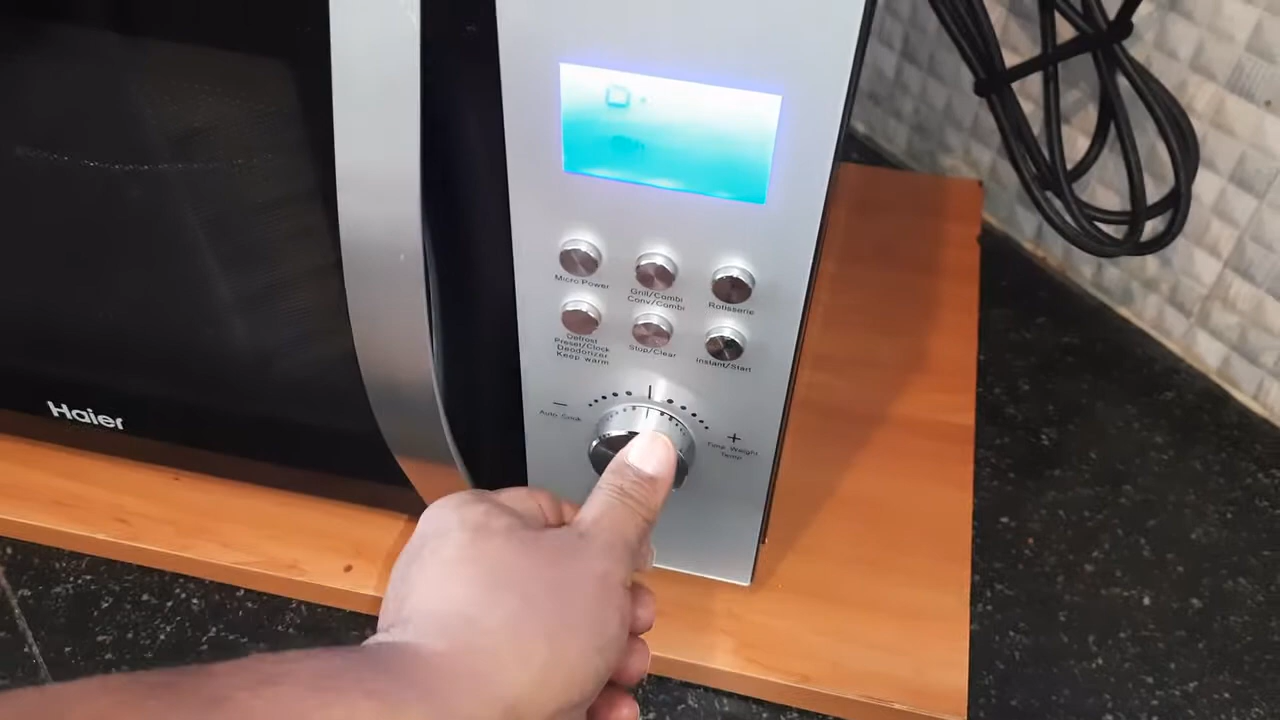 Micro Power
Grill/Combi
Conv/Combi
Rotisserie
Defrost
Preset/Clock
Deodorizer
Keep warm
Stop/Clear
Instant/Start
−
Auto Cook
+
Time Weight
Temp
Haier